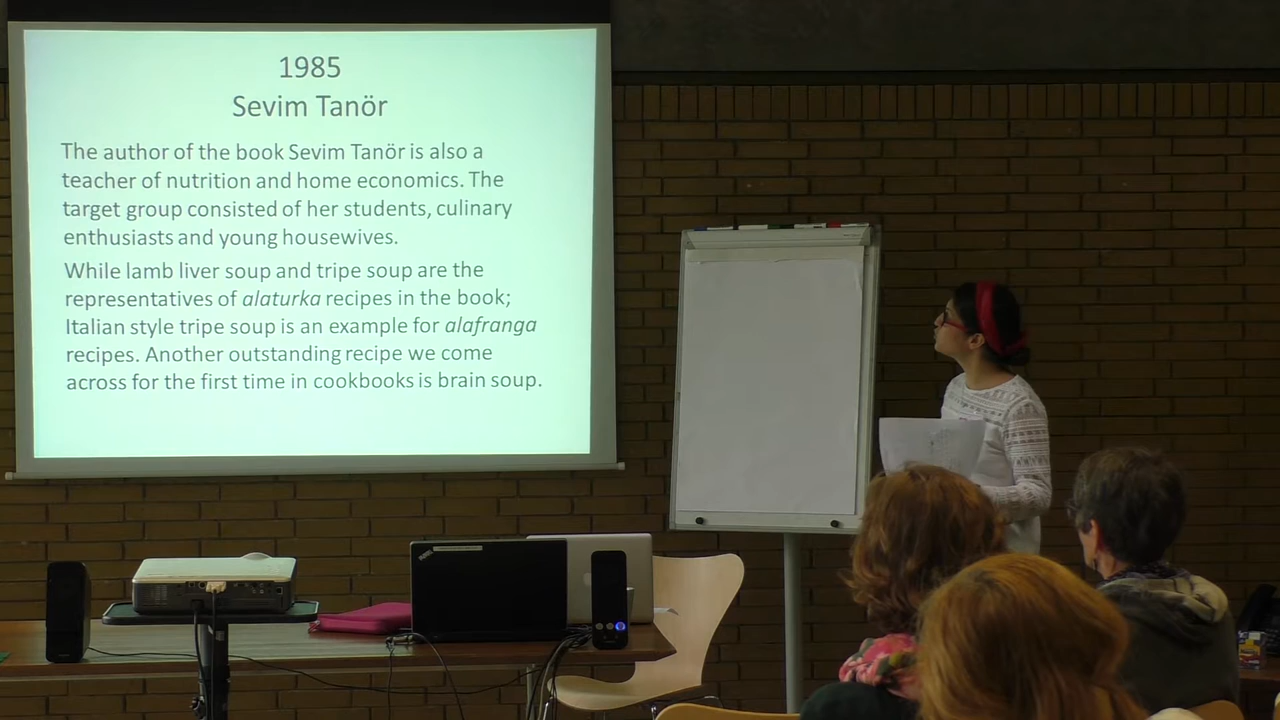 1985
Sevim Tanör
The author of the book Sevim Tanör is also a
teacher of nutrition and home economics. The
target group consisted of her students, culinary
enthusiasts and young housewives.
While lamb liver soup and tripe soup are the
representatives of alaturka recipes in the book;
Italian style tripe soup is an example for alafranga
recipes. Another outstanding recipe we come
across for the first time in cookbooks is brain soup.